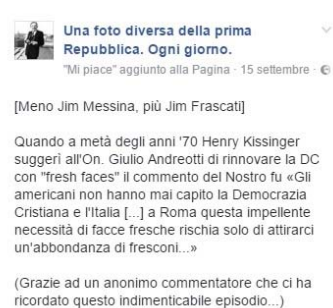 Una foto diversa della prima
Repubblica. Ogni giorno.
"Mi piace" aggiunto alla Pagina · 15 settembre ·
[Meno Jim Messina, più Jim Frascati]
Quando a metà degli anni '70 Henry Kissinger
suggerì all'On. Giulio Andreotti di rinnovare la DC
con "fresh faces" il commento del Nostro fu «Gli
americani non hanno mai capito la Democrazia
Cristiana e l'Italia [...] a Roma questa impellente
necessità di facce fresche rischia solo di attirarci
un'abbondanza di fresconi...»
(Grazie ad un anonimo commentatore che ci ha
ricordato questo indimenticabile episodio...)